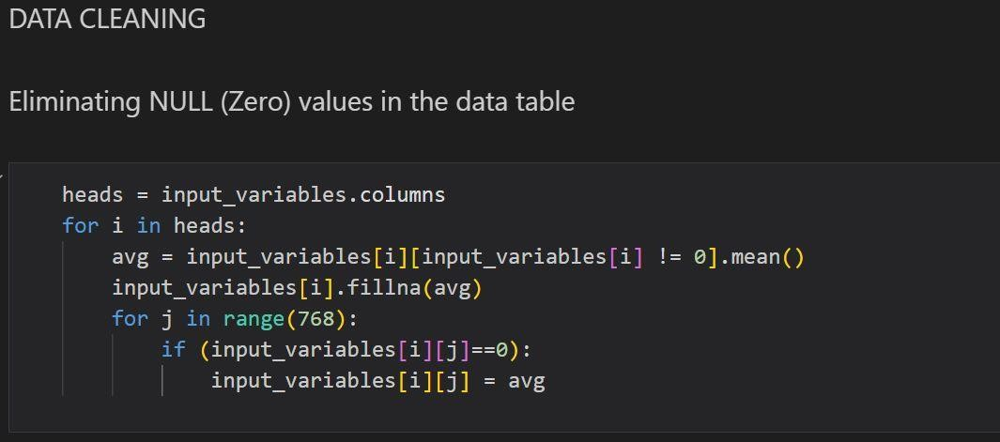 DATA CLEANING
Eliminating NULL (Zero) values in the data table
heads = input_variables.columns
for i in heads:
    avg = input_variables[i][input_variables[i] != 0].mean()
    input_variables[i].fillna(avg)
    for j in range(768):
        if (input_variables[i][j]==0):
            input_variables[i][j] = avg